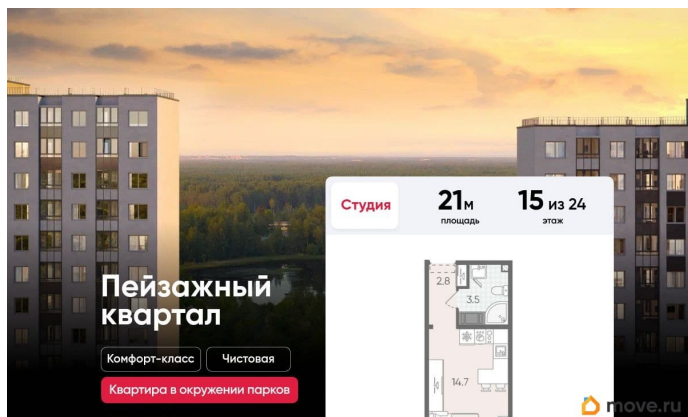 Студия
21м
площадь
15 из 24
этаж
2.8
3.5
14.7
Пейзажный
квартал
Комфорт-класс
Чистовая
Квартира в окружении парков
move.ru